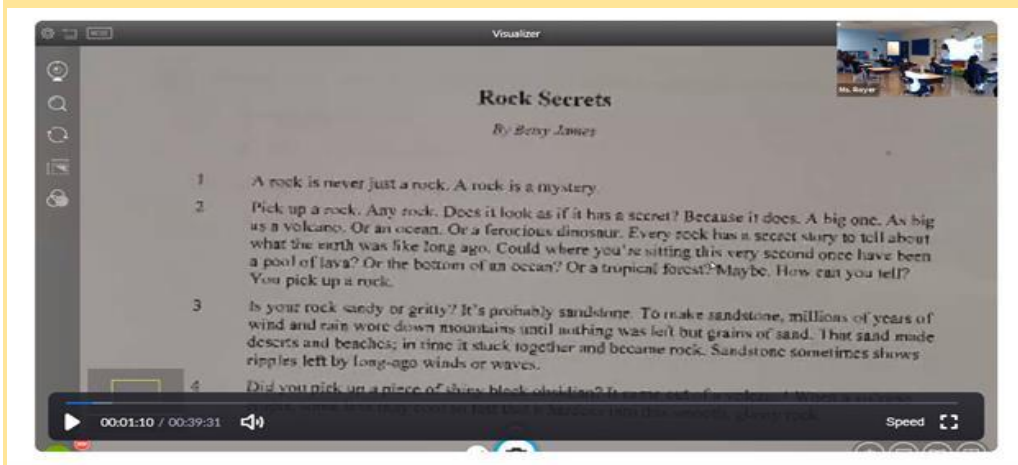 Visualizer
Ms. Royer
Rock Secrets
By Betsy James
1 A rock is never just a rock. A rock is a mystery.
2 Pick up a rock. Any rock. Does it look as if it has a secret? Because it does. A big one. As big
as a volcano. Or an ocean. Or a ferocious dinosaur. Every rock has a secret story to tell about
what the earth was like long ago. Could where you're sitting this very second once have been
a pool of lava? Or the bottom of an ocean? Or a tropical forest? Maybe. How can you tell?
You pick up a rock.
3 Is your rock sandy or gritty? It's probably sandstone. To make sandstone, millions of years of
wind and rain wore down mountains until nothing was left but grains of sand. That sand made
deserts and beaches; in time it stuck together and became rock. Sandstone sometimes shows
ripples left by long-ago winds or waves.
4 Did you pick up a piece of shiny black obsidian? It came out of a volcano! When a volcano
00:01:10 / 00:39:31
Speed